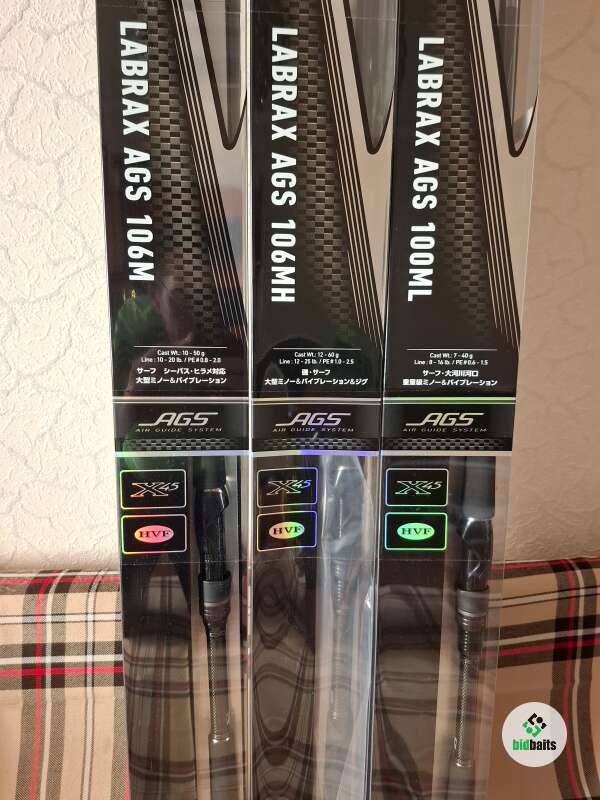 LABRAX AGS 106M
Cast Wt.: 10 - 50 g
Line : 10 - 20 lb. / PE#0.8 - 2.0
サーフ シーバス・ヒラメ対応
大型ミノー&バイブレーション
AGS
AIR GUIDE SYSTEM
X45
HVF
LABRAX AGS 106MH
Cast Wt.: 12 - 60 g
Line : 12 - 25 lb. / PE#1.0 - 2.5
磯・サーフ
大型ミノー&バイブレーション&ジグ
AGS
AIR GUIDE SYSTEM
X45
HVF
LABRAX AGS 100ML
Cast Wt.: 7 - 40 g
Line : 8 - 16 lb. / PE#0.6 - 1.5
サーフ・大河川河口
重量級ミノー&バイブレーション
AGS
AIR GUIDE SYSTEM
X45
HVF
bidbaits